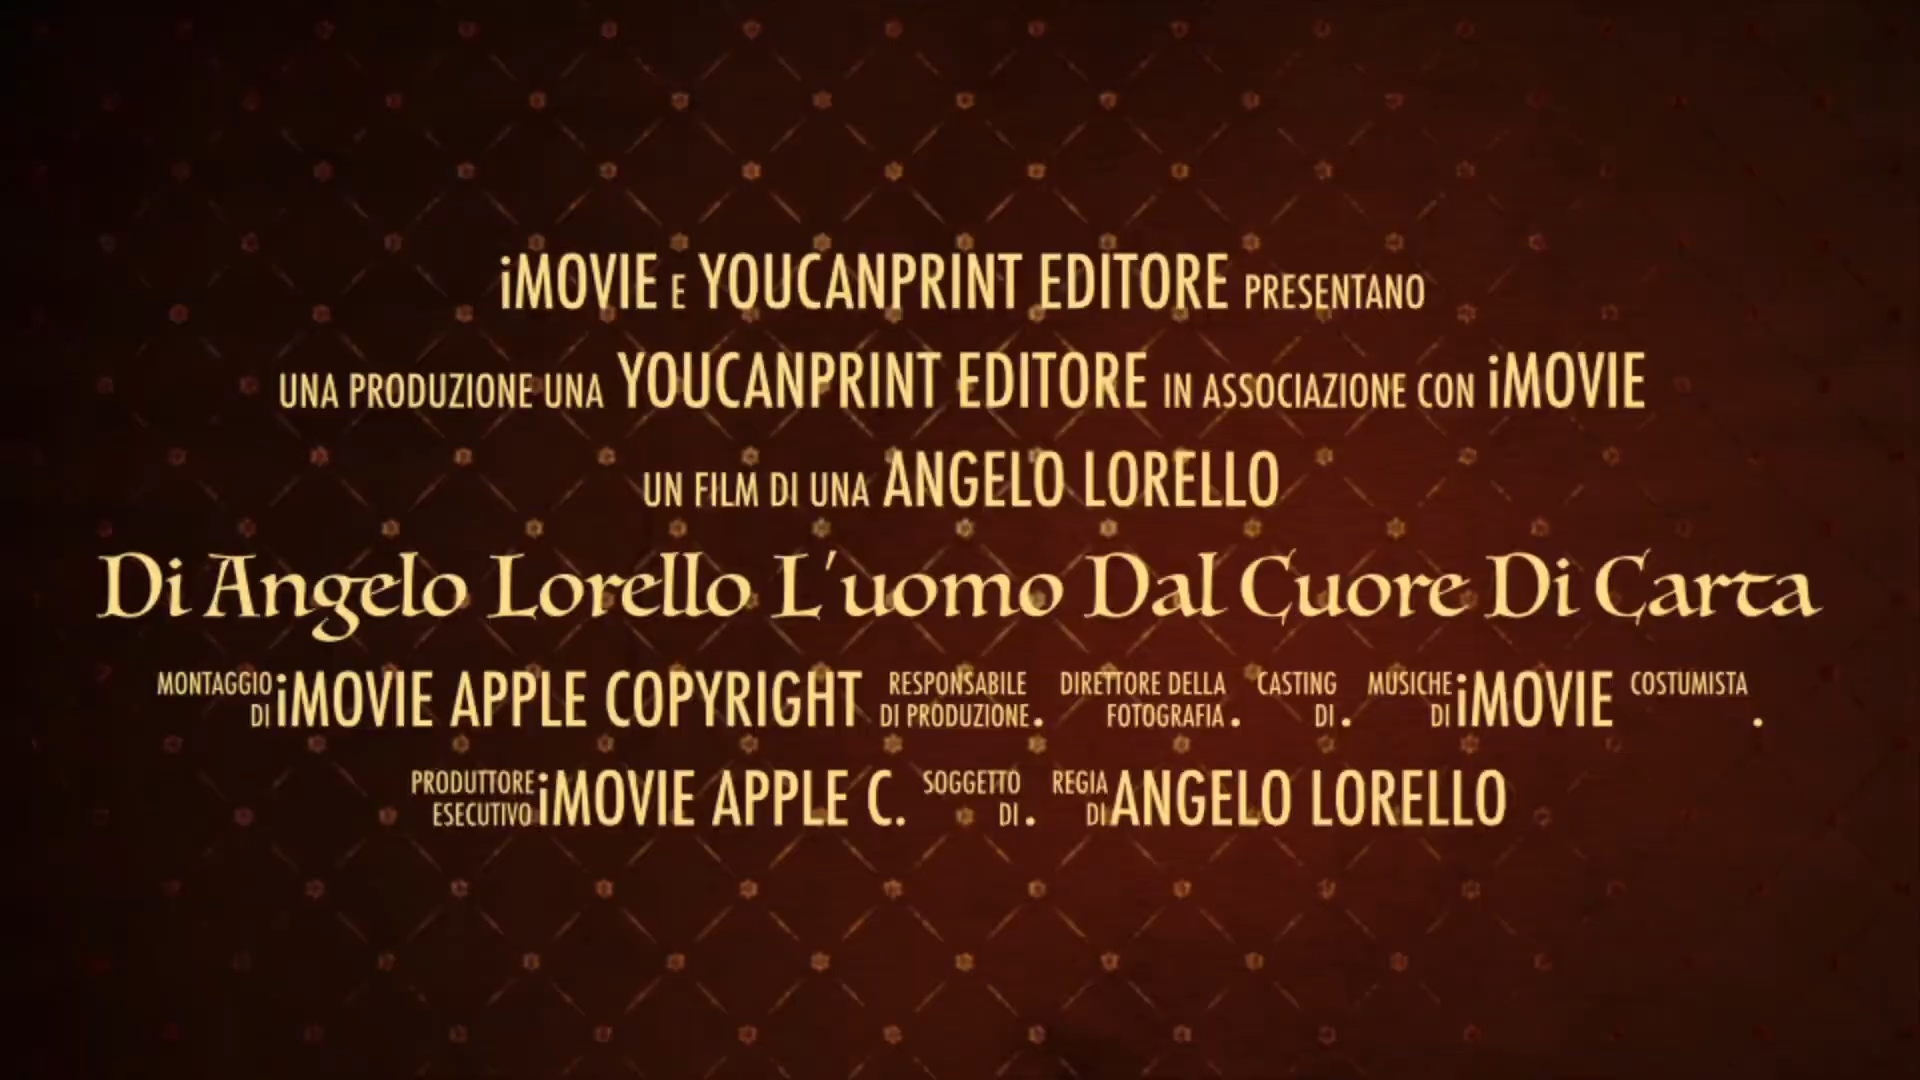 iMOVIE E YOUCANPRINT EDITORE PRESENTANO
UNA PRODUZIONE UNA YOUCANPRINT EDITORE IN ASSOCIAZIONE CON iMOVIE
UN FILM DI UNA ANGELO LORELLO
Di Angelo Lorello L'uomo Dal Cuore Di Carta
MONTAGGIO DI iMOVIE APPLE COPYRIGHT RESPONSABILE DI PRODUZIONE . DIRETTORE DELLA FOTOGRAFIA . CASTING DI . MUSICHE DI iMOVIE COSTUMISTA .
PRODUTTORE ESECUTIVO iMOVIE APPLE C. SOGGETTO DI . REGIA DI ANGELO LORELLO